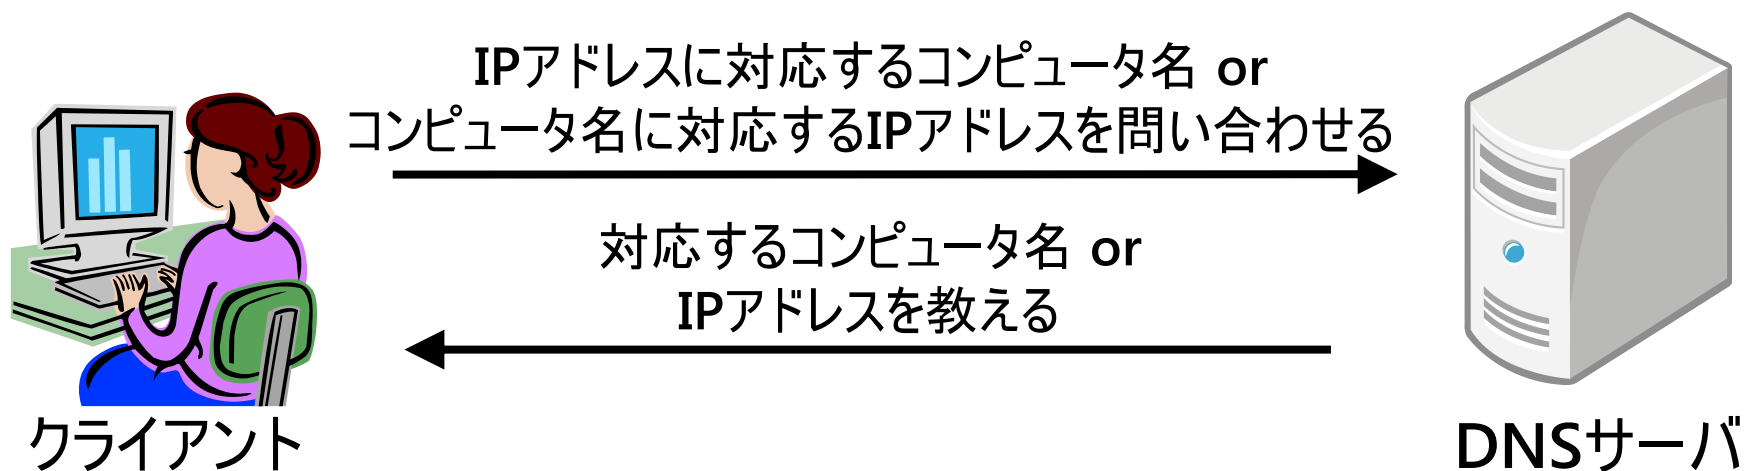 IPアドレスに対応するコンピュータ名 or
コンピュータ名に対応するIPアドレスを問い合わせる
対応するコンピュータ名 or
IPアドレスを教える
クライアント
DNSサーバ